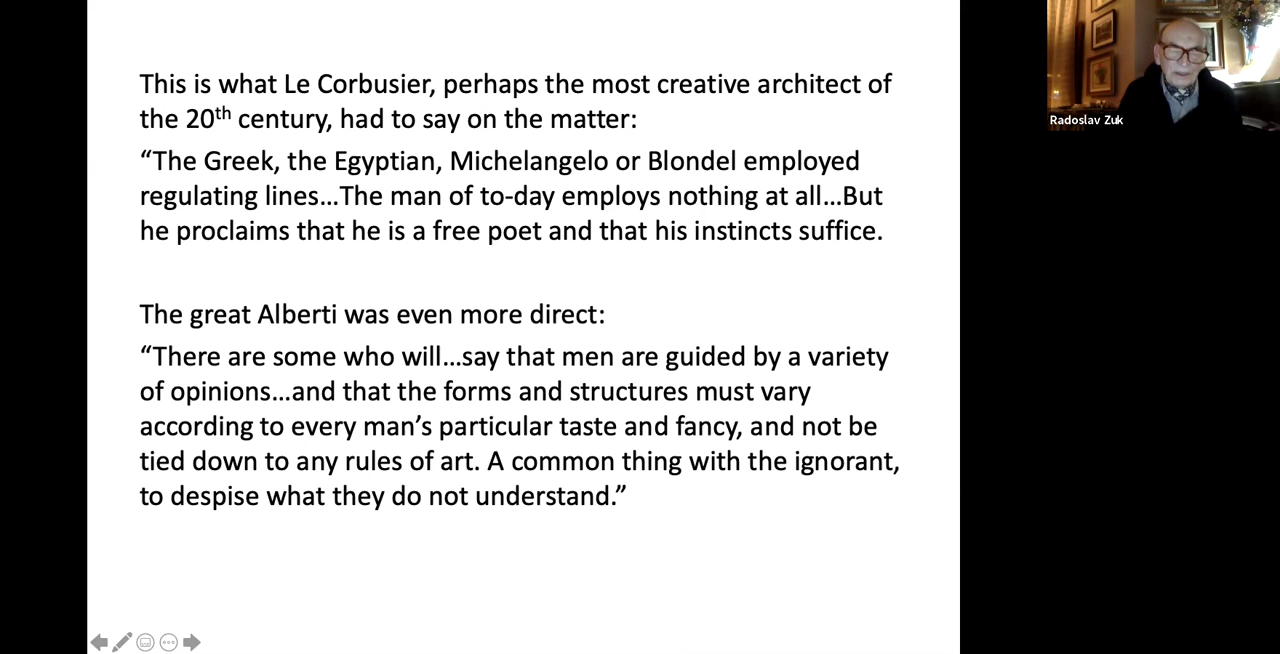 This is what Le Corbusier, perhaps the most creative architect of
the 20th century, had to say on the matter:
“The Greek, the Egyptian, Michelangelo or Blondel employed
regulating lines…The man of to-day employs nothing at all…But
he proclaims that he is a free poet and that his instincts suffice.
The great Alberti was even more direct:
“There are some who will…say that men are guided by a variety
of opinions…and that the forms and structures must vary
according to every man’s particular taste and fancy, and not be
tied down to any rules of art. A common thing with the ignorant,
to despise what they do not understand.”
Radoslav Zuk